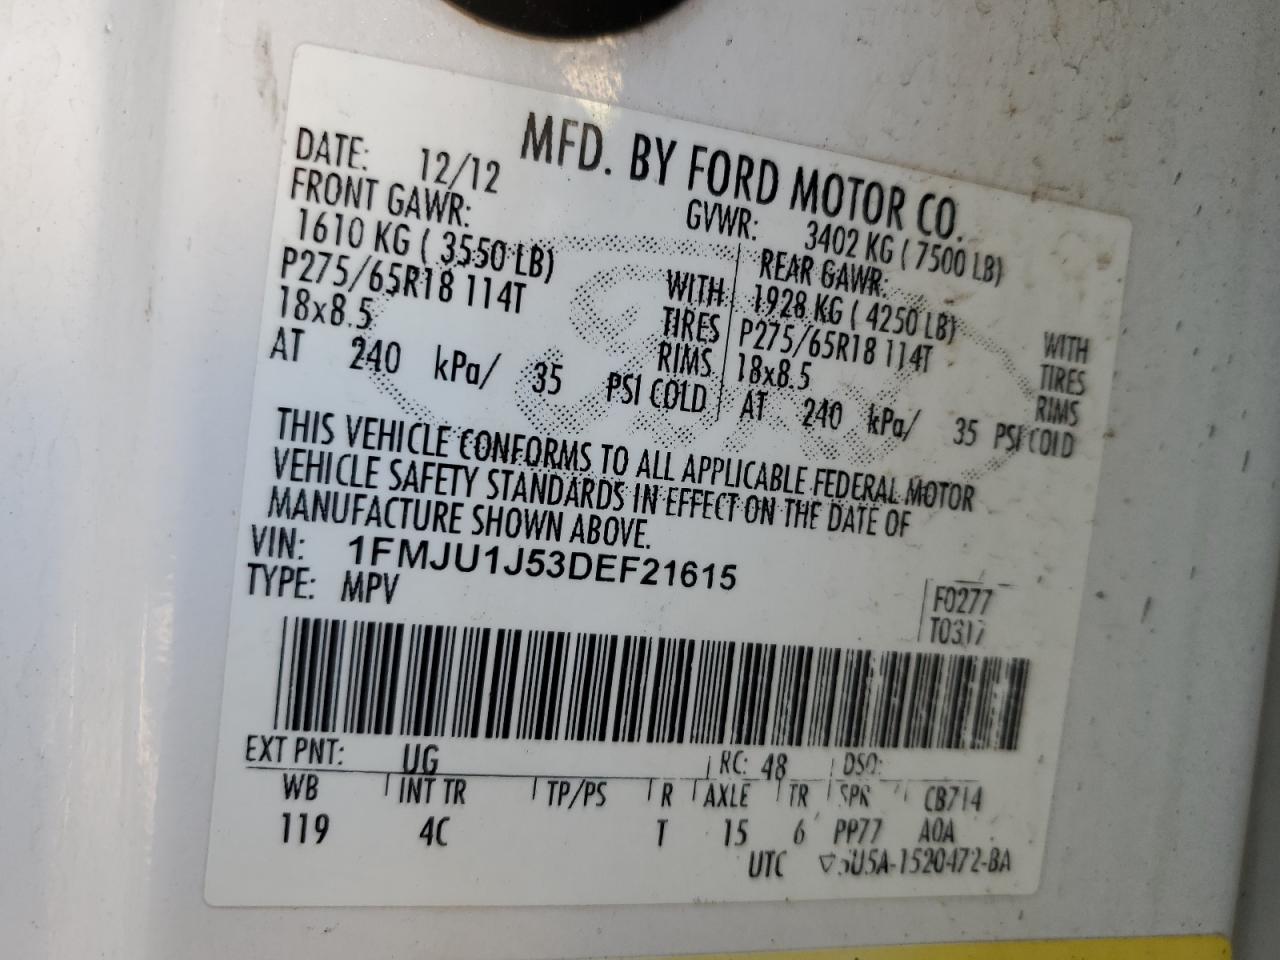 MFD. BY FORD MOTOR CO.
DATE: 12/12 GVWR: 3402 KG ( 7500 LB)
FRONT GAWR: REAR GAWR:
1610 KG ( 3550 LB) WITH 1928 KG ( 4250 LB) WITH
P275/65R18 114T TIRES P275/65R18 114T TIRES
18x8.5 RIMS 18x8.5 RIMS
AT 240 kPa/ 35 PSI COLD AT 240 kPa/ 35 PSI COLD
THIS VEHICLE CONFORMS TO ALL APPLICABLE FEDERAL MOTOR
VEHICLE SAFETY STANDARDS IN EFFECT ON THE DATE OF
MANUFACTURE SHOWN ABOVE.
VIN: 1FMJU1J53DEF21615
TYPE: MPV F0277
T0317
EXT PNT: UG RC: 48 DSO:
WB INT TR TP/PS R AXLE TR SPR CB714
119 4C T 15 6 PP77 A0A
UTC 5U5A-1520472-BA